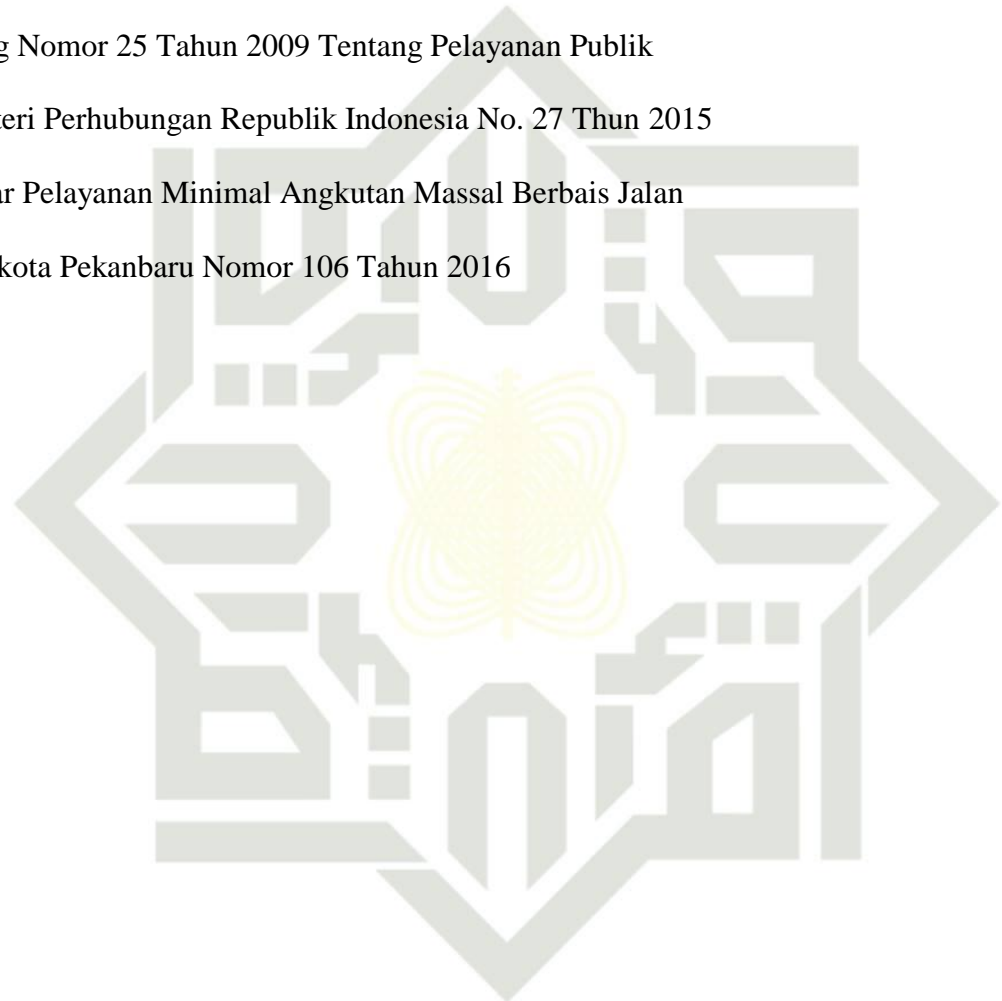 g Nomor 25 Tahun 2009 Tentang Pelayanan Publik
teri Perhubungan Republik Indonesia No. 27 Thun 2015
ar Pelayanan Minimal Angkutan Massal Berbais Jalan
kota Pekanbaru Nomor 106 Tahun 2016